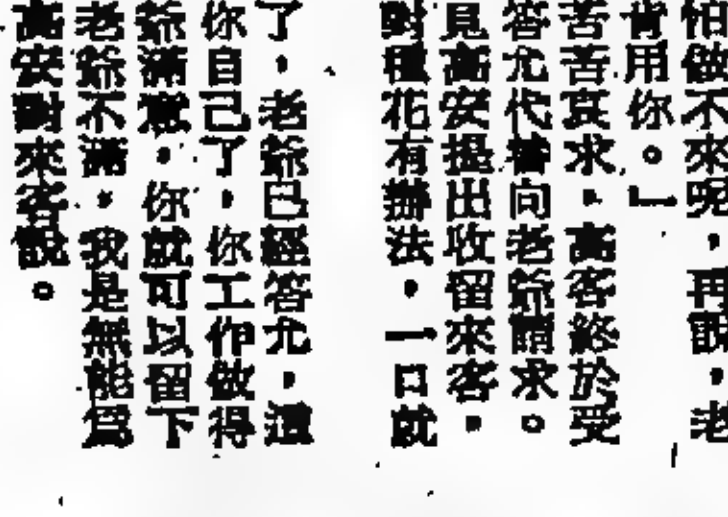 怕做不來呢，再說，老
肯用你。」
苦苦哀求，高客終於受
答允代著向老爺請求。
見高安提出收留來客，
對種花有辦法，一口就
了，老爺已經答允，這
你自己了，你工作做得
爺滿意，你就可以留下
老爺不滿，我是無能為
高安對來客說。